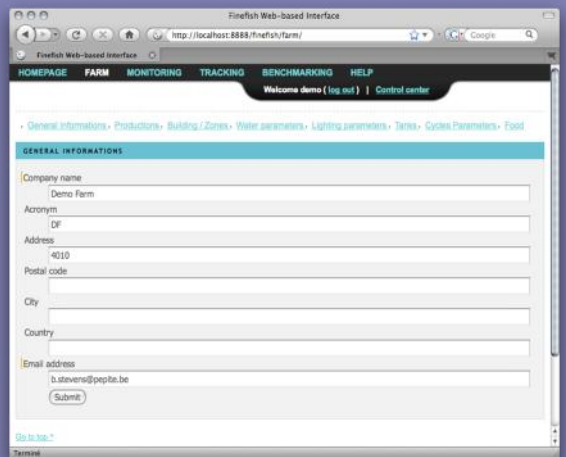 Finefish Web-based Interface
http://localhost:8888/finefish/farm/
Google
Finefish Web-based Interface
HOMEPAGE FARM MONITORING TRACKING BENCHMARKING HELP
Welcome demo ( log out ) | Control center
General Informations, Productions, Building / Zones, Water parameters, Lighting parameters, Tanks, Cycles Parameters, Food
GENERAL INFORMATIONS
Company name
Demo Farm
Acronym
DF
Address
4010
Postal code
City
Country
Email address
b.stevens@pepite.be
Submit
Go to top ^
Terminé